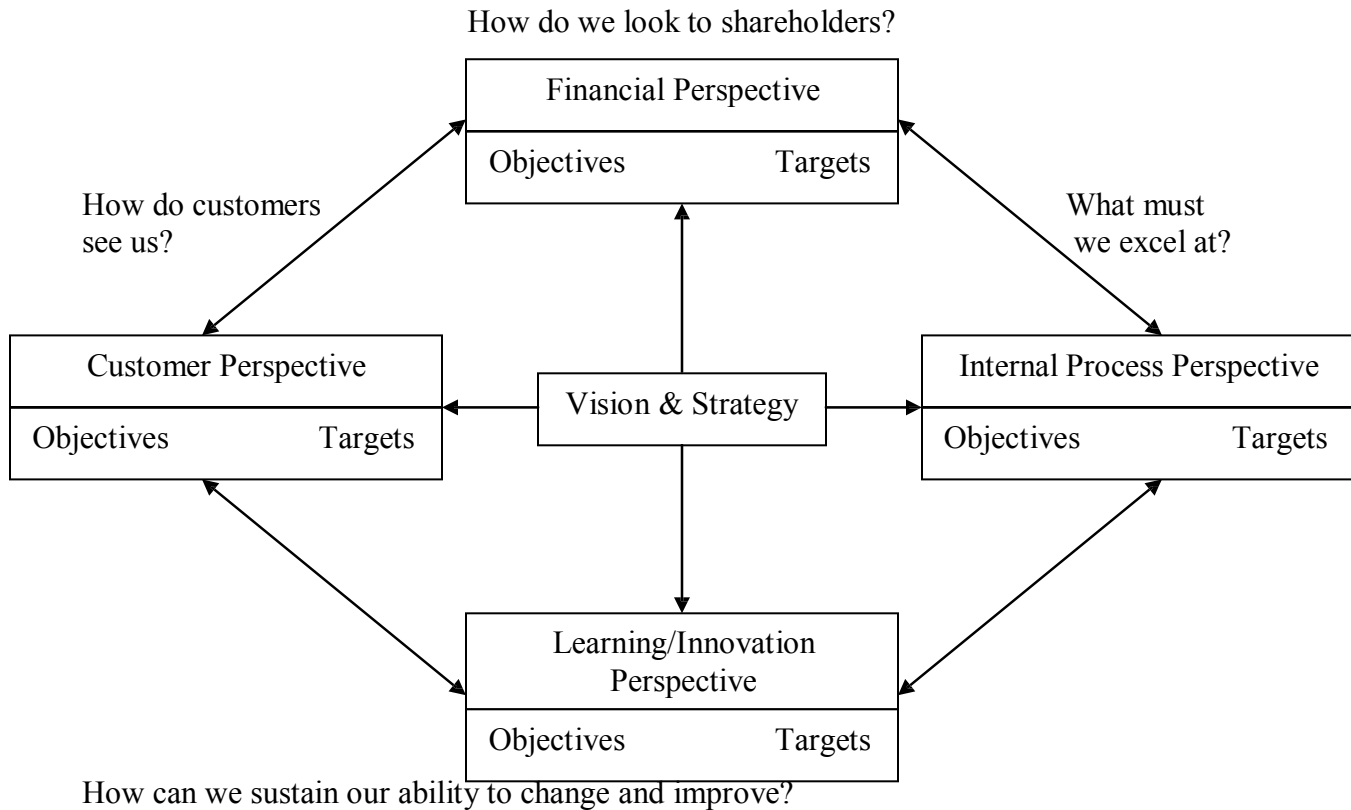 How do we look to shareholders?
Financial Perspective
Objectives Targets
How do customers
see us?
What must
we excel at?
Customer Perspective
Objectives Targets
Vision & Strategy
Internal Process Perspective
Objectives Targets
Learning/Innovation
Perspective
Objectives Targets
How can we sustain our ability to change and improve?